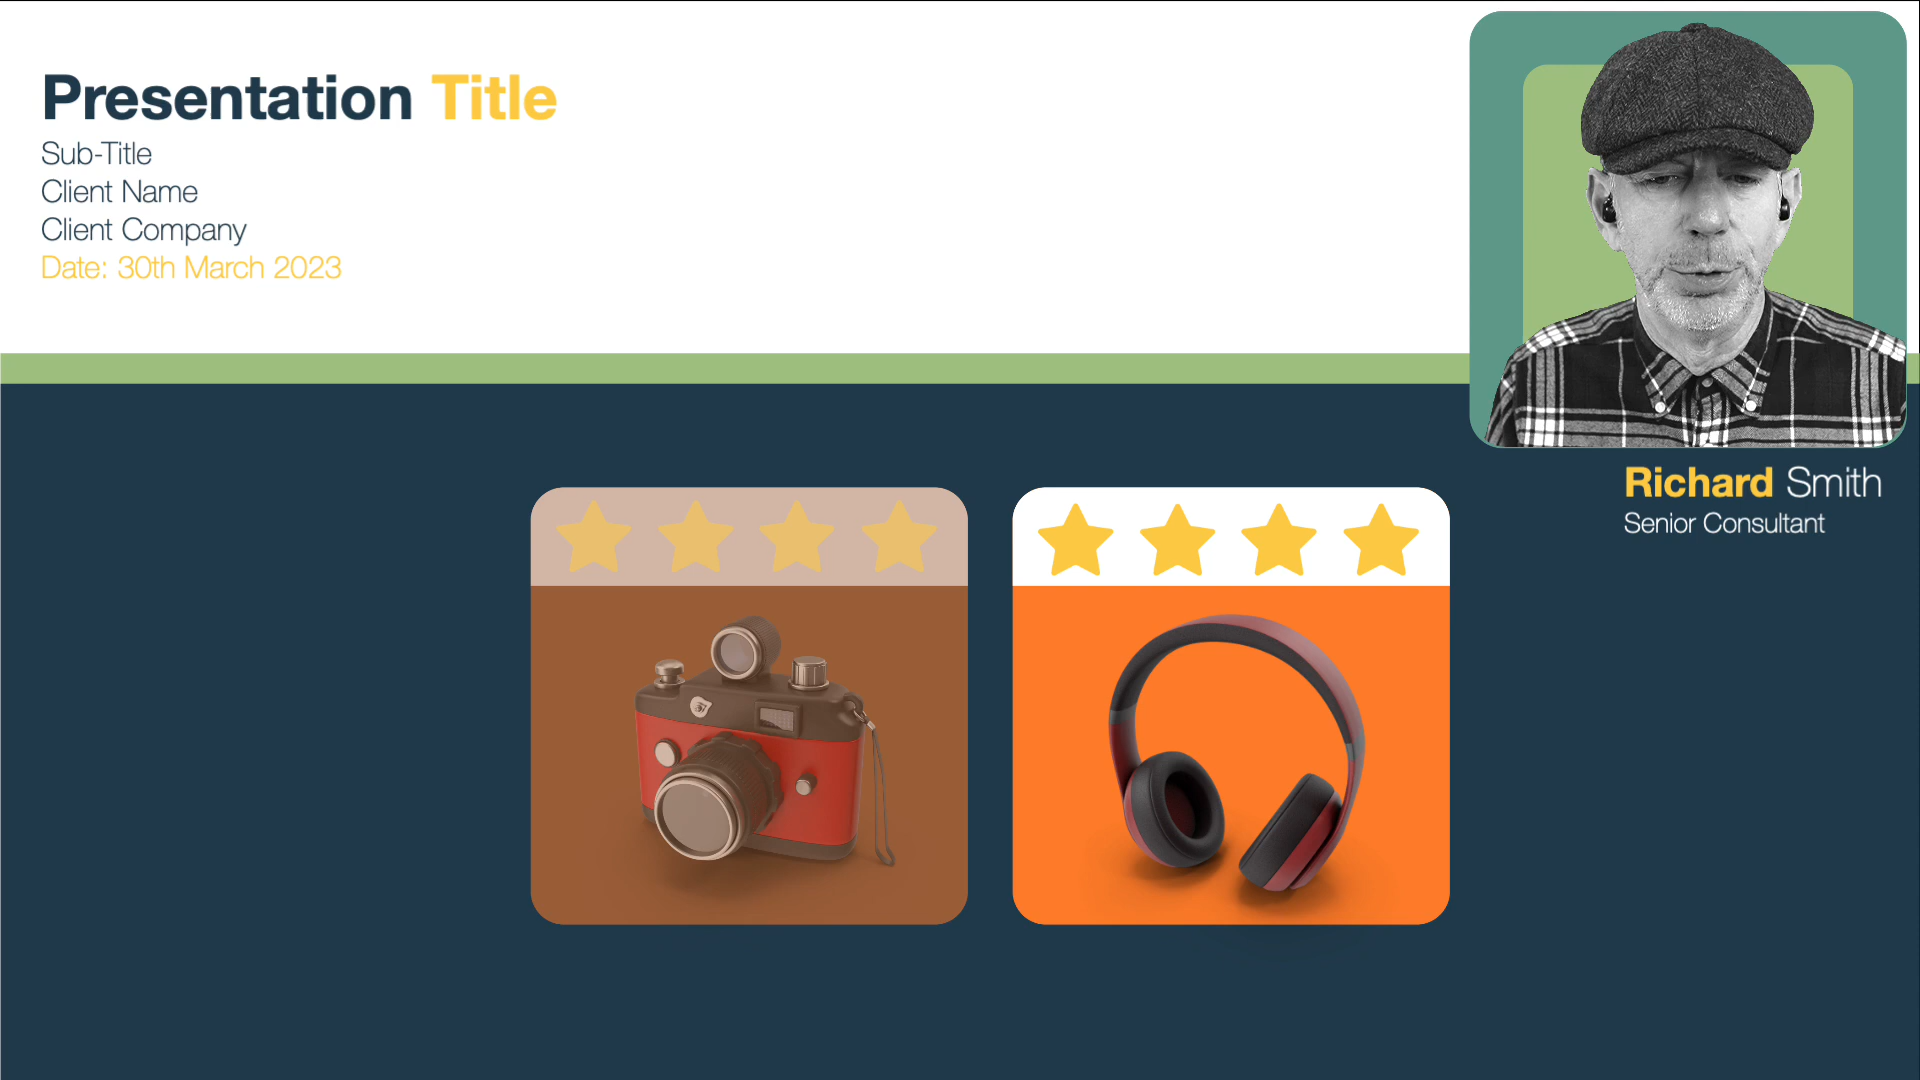 Presentation Title
Sub-Title
Client Name
Client Company
Date: 30th March 2023
Richard Smith
Senior Consultant